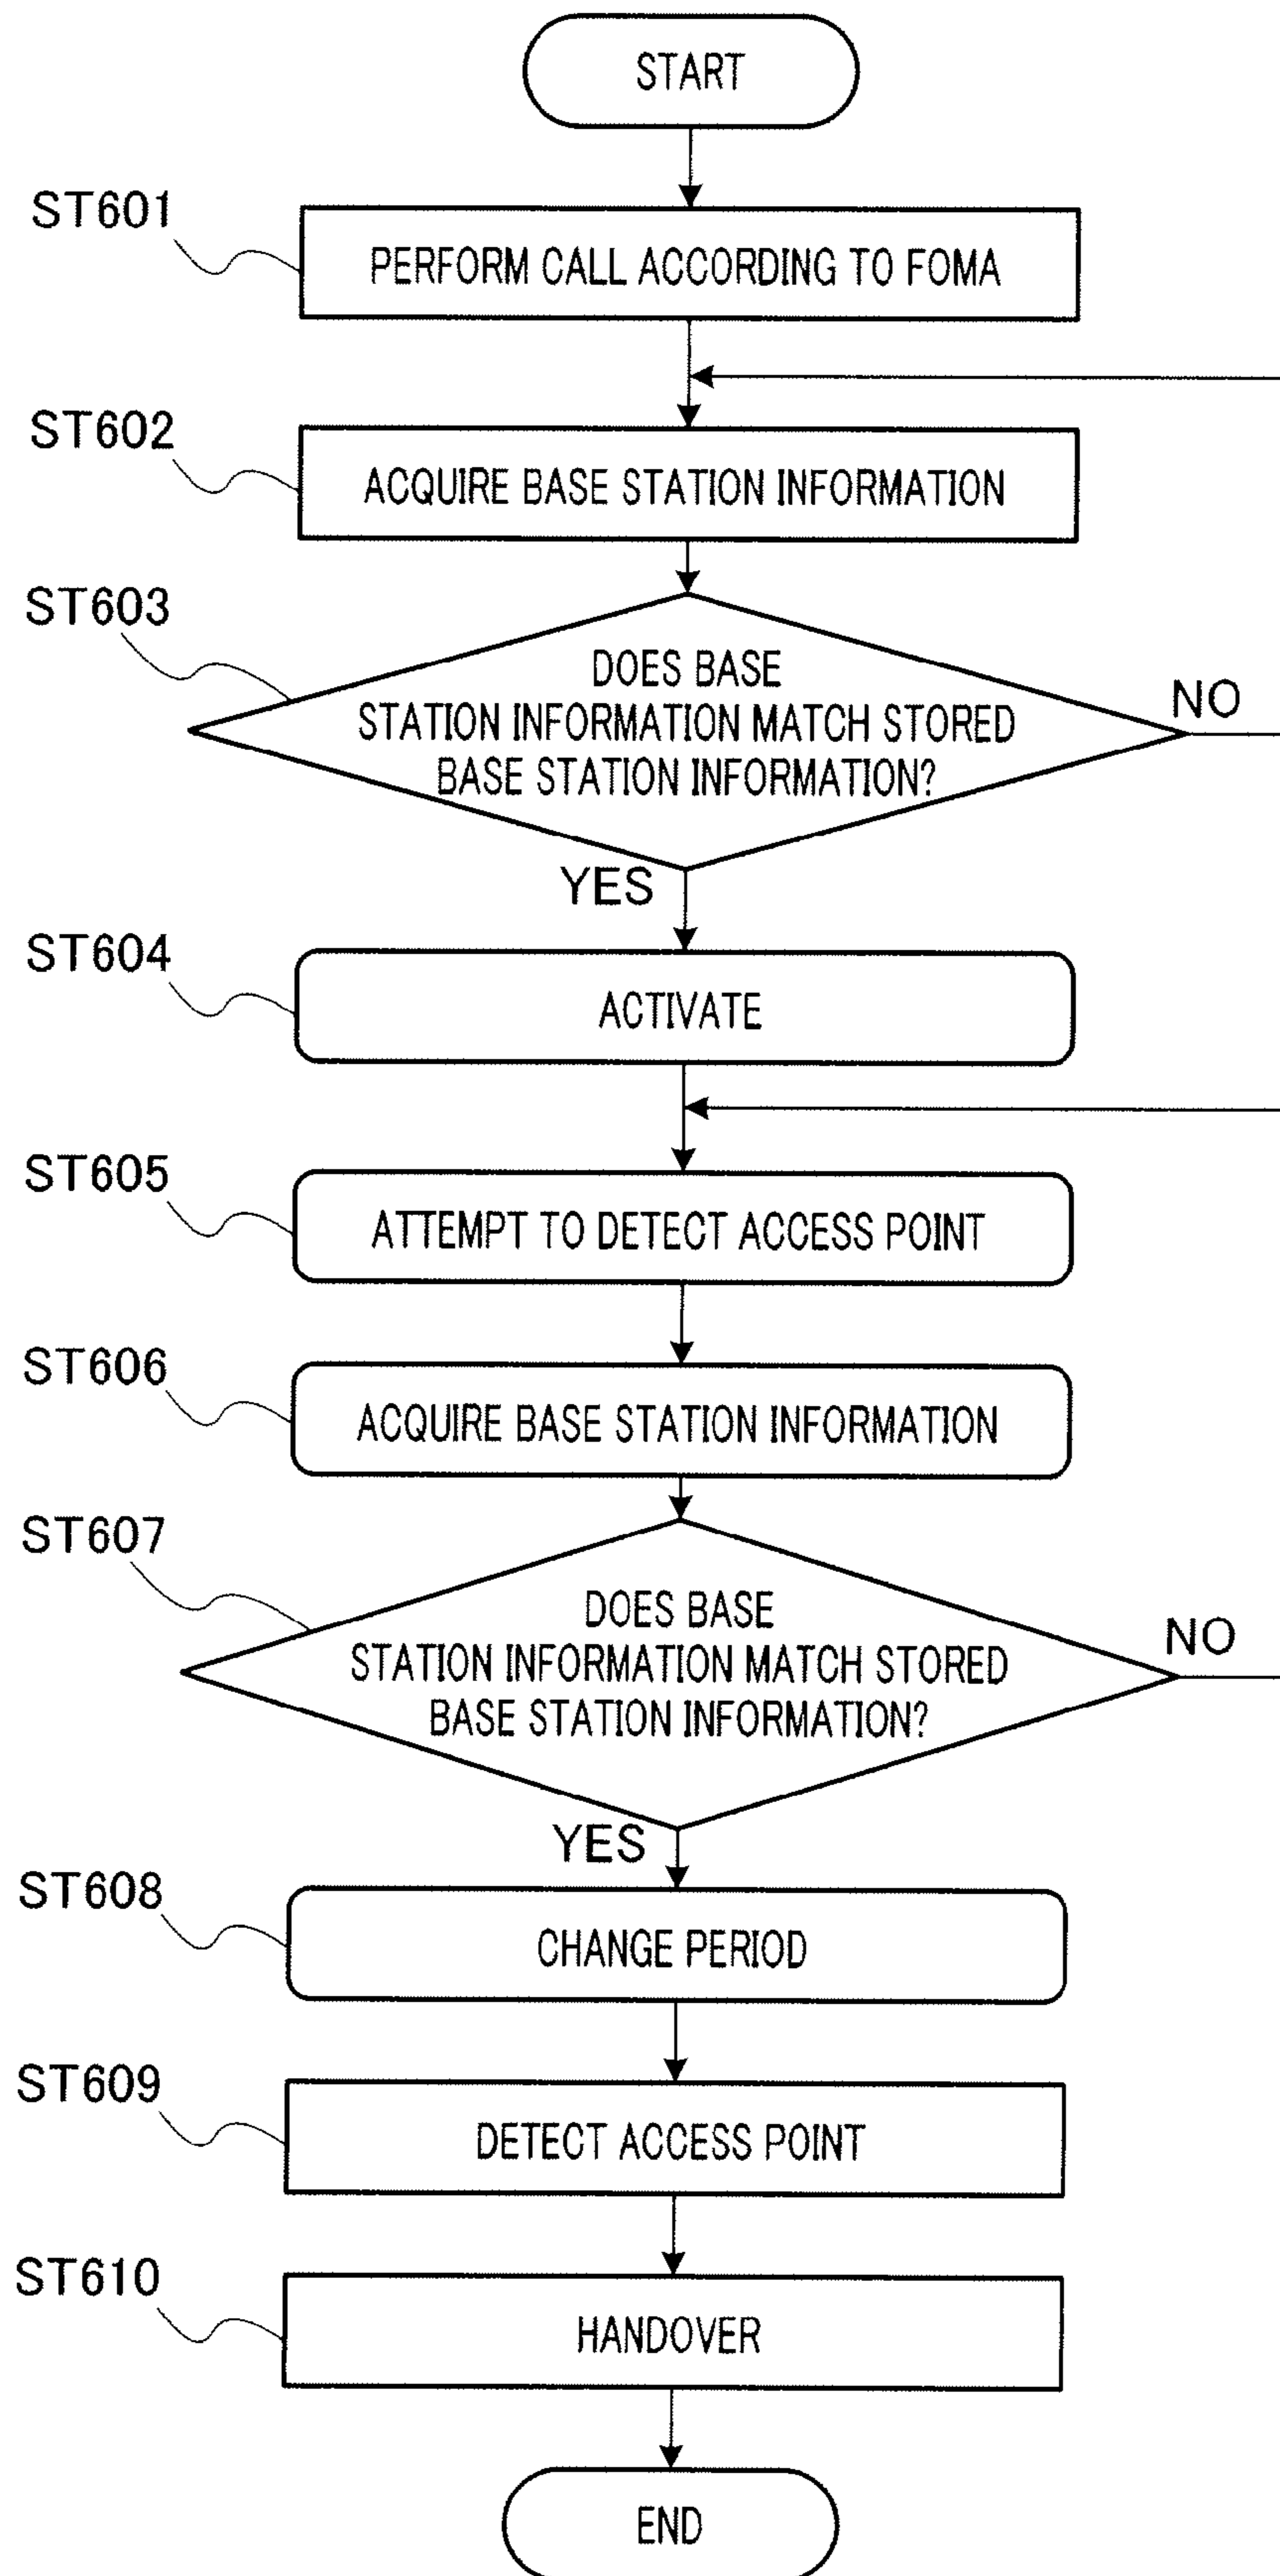 START
ST601
PERFORM CALL ACCORDING TO FOMA
ST602
ACQUIRE BASE STATION INFORMATION
ST603
DOES BASE
STATION INFORMATION MATCH STORED
BASE STATION INFORMATION?
NO
YES
ST604
ACTIVATE
ST605
ATTEMPT TO DETECT ACCESS POINT
ST606
ACQUIRE BASE STATION INFORMATION
ST607
DOES BASE
STATION INFORMATION MATCH STORED
BASE STATION INFORMATION?
NO
YES
ST608
CHANGE PERIOD
ST609
DETECT ACCESS POINT
ST610
HANDOVER
END